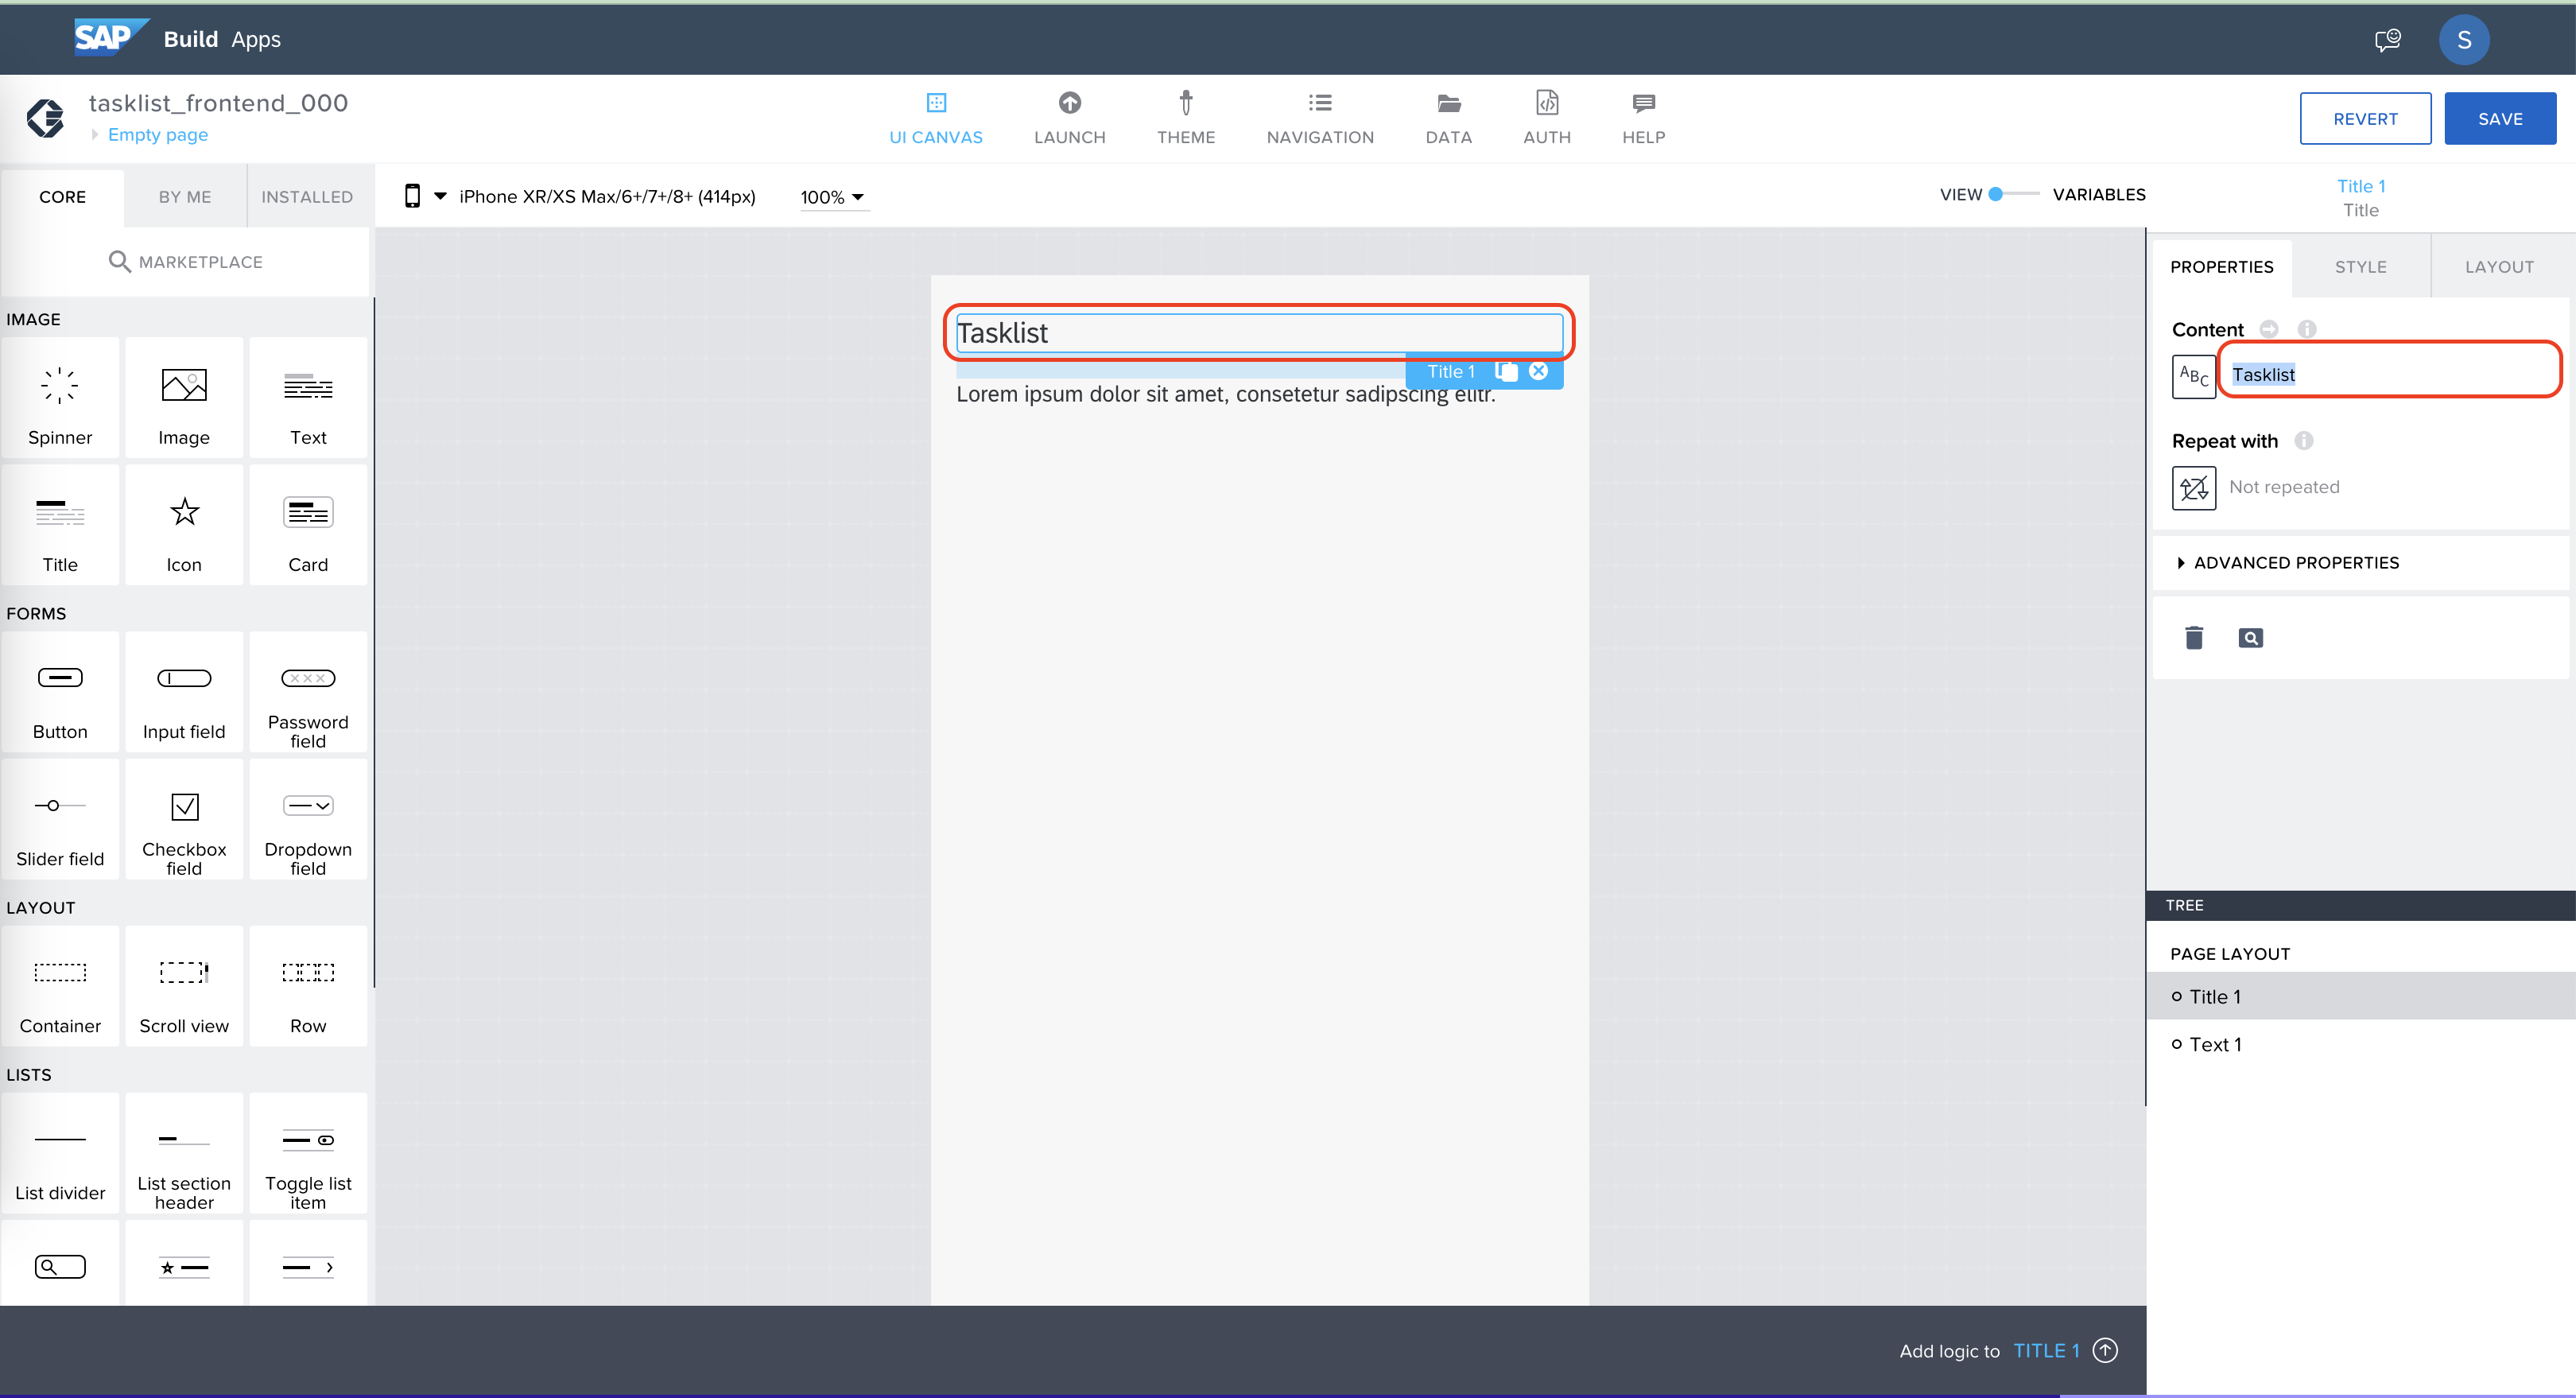 SAP Build Apps
S
tasklist_frontend_000
Empty page
UI CANVAS
LAUNCH
THEME
NAVIGATION
DATA
AUTH
HELP
REVERT
SAVE
CORE
BY ME
INSTALLED
iPhone XR/XS Max/6+/7+/8+ (414px)
100%
VIEW
VARIABLES
Title 1
Title
MARKETPLACE
PROPERTIES
STYLE
LAYOUT
IMAGE
Spinner
Image
Text
Title
Icon
Card
FORMS
Button
Input field
Password
field
Slider field
Checkbox
field
Dropdown
field
LAYOUT
Container
Scroll view
Row
LISTS
List divider
List section
header
Toggle list
item
Tasklist
Title 1
Lorem ipsum dolor sit amet, consetetur sadipscing elitr.
Content
ABC
Tasklist
Repeat with
Not repeated
ADVANCED PROPERTIES
TREE
PAGE LAYOUT
Title 1
Text 1
Add logic to TITLE 1